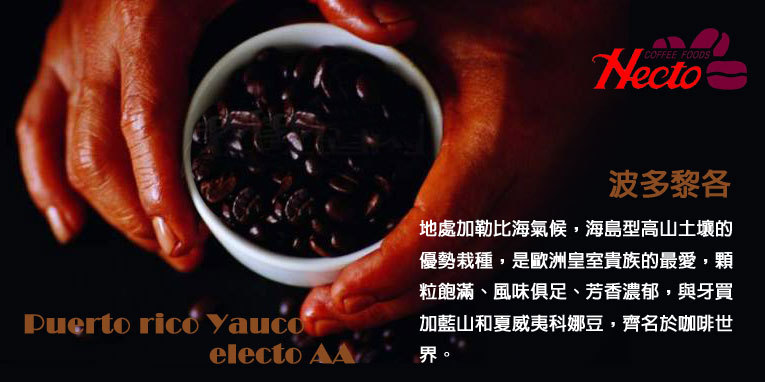 COFFEE FOODS
Necto
波多黎各
地處加勒比海氣候，海島型高山土壤的
優勢栽種，是歐洲皇室貴族的最愛，顆
粒飽滿、風味俱足、芳香濃郁，與牙買
加藍山和夏威夷科娜豆，齊名於咖啡世
界。
Puerto rico Yauco
electo AA